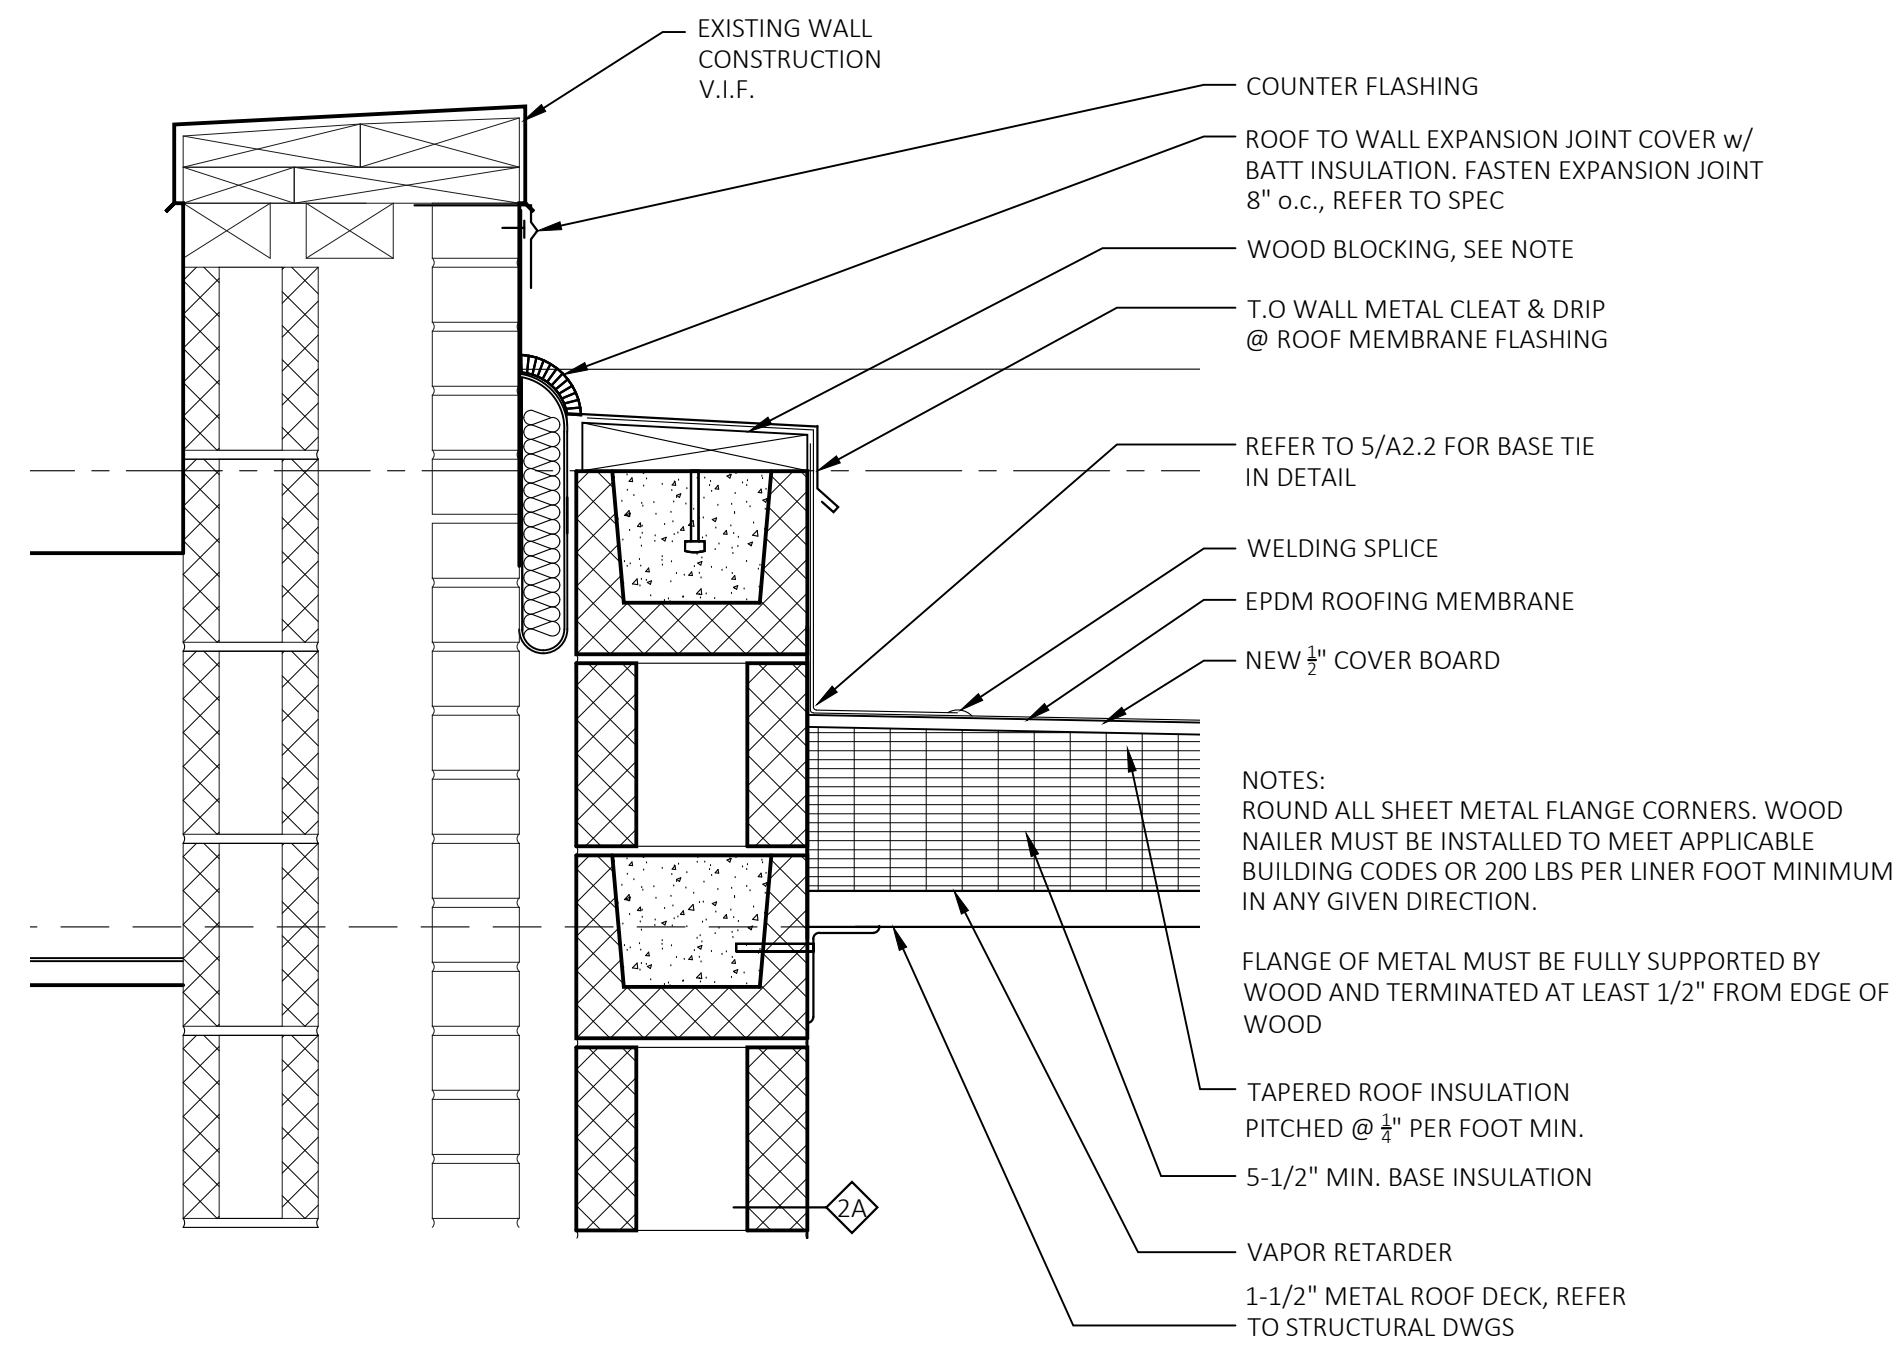 EXISTING WALL
CONSTRUCTION
V.I.F.
COUNTER FLASHING
ROOF TO WALL EXPANSION JOINT COVER w/
BATT INSULATION. FASTEN EXPANSION JOINT
8" o.c., REFER TO SPEC
WOOD BLOCKING, SEE NOTE
T.O WALL METAL CLEAT & DRIP
@ ROOF MEMBRANE FLASHING
REFER TO 5/A2.2 FOR BASE TIE
IN DETAIL
WELDING SPLICE
EPDM ROOFING MEMBRANE
NEW 1/2" COVER BOARD
NOTES:
ROUND ALL SHEET METAL FLANGE CORNERS. WOOD
NAILER MUST BE INSTALLED TO MEET APPLICABLE
BUILDING CODES OR 200 LBS PER LINER FOOT MINIMUM
IN ANY GIVEN DIRECTION.
FLANGE OF METAL MUST BE FULLY SUPPORTED BY
WOOD AND TERMINATED AT LEAST 1/2" FROM EDGE OF
WOOD
TAPERED ROOF INSULATION
PITCHED @ 1/4" PER FOOT MIN.
5-1/2" MIN. BASE INSULATION
2A
VAPOR RETARDER
1-1/2" METAL ROOF DECK, REFER
TO STRUCTURAL DWGS